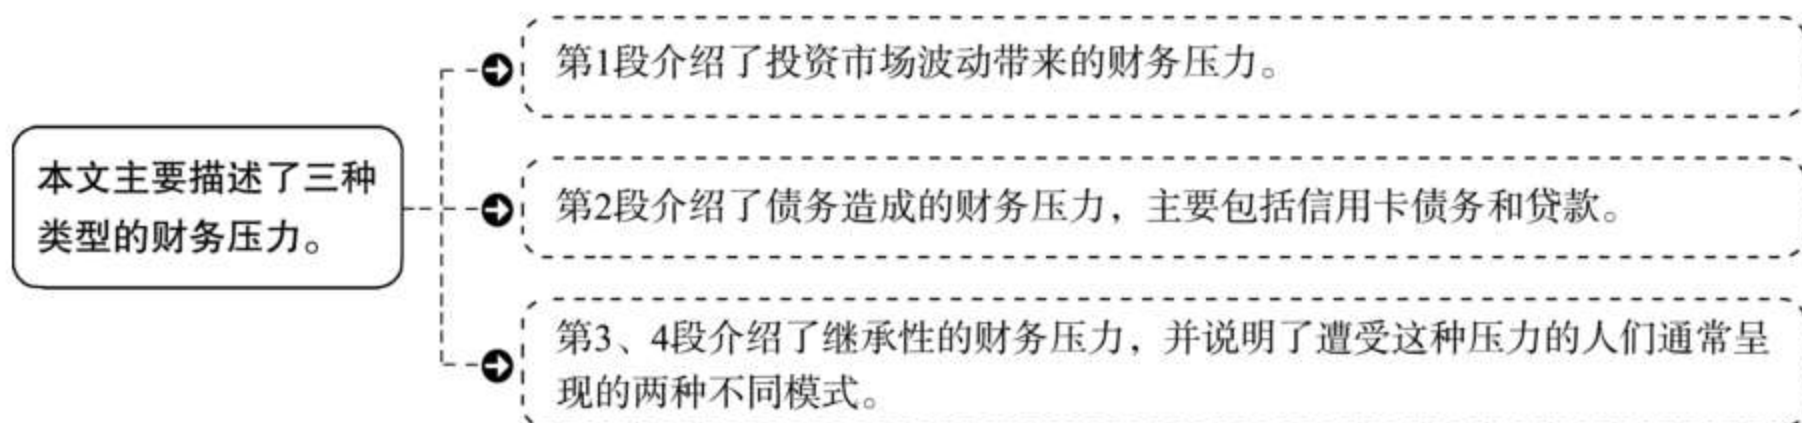 本文主要描述了三种
类型的财务压力。
第1段介绍了投资市场波动带来的财务压力。
第2段介绍了债务造成的财务压力，主要包括信用卡债务和贷款。
第3、4段介绍了继承性的财务压力，并说明了遭受这种压力的人们通常呈
现的两种不同模式。